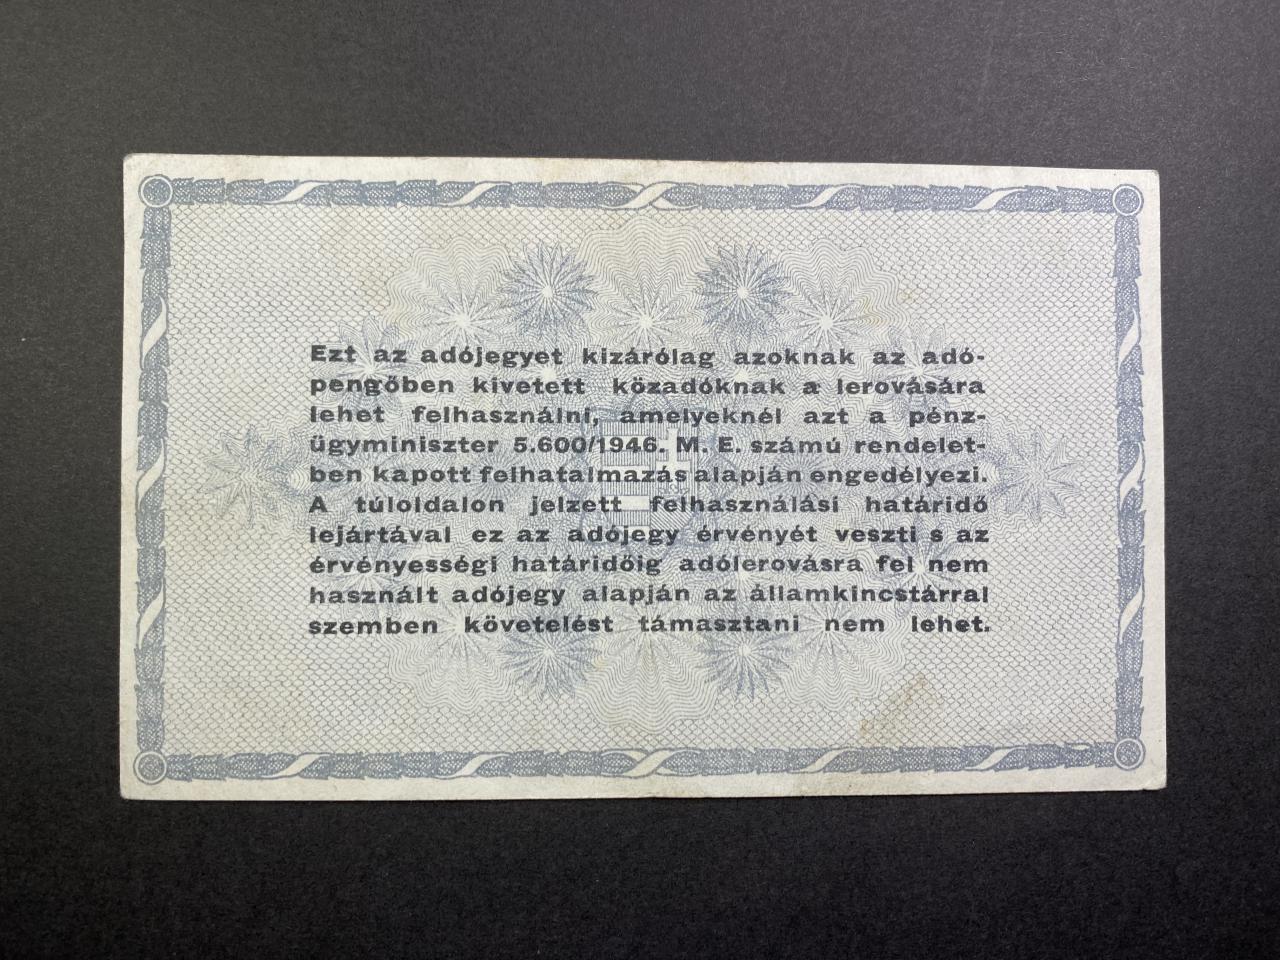 Ezt az adójegyet kizárólag azoknak az adó-
pengőben kivetett közadóknak a lerovására
lehet felhasználni, amelyeknél azt a pénz-
ügyminiszter 5.600/1946. M. E. számú rendelet-
ben kapott felhatalmazás alapján engedélyezi.
A túloldalon jelzett felhasználási határidő
lejártával ez az adójegy érvényét veszti s az
érvényességi határidőig adólerovásra fel nem
használt adójegy alapján az államkincstárral
szemben követelést támasztani nem lehet.